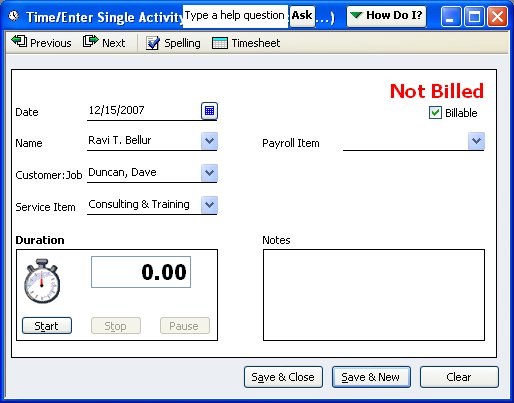 Time/Enter Single Activity Type a help question Ask ...) How Do I?
Previous Next Spelling Timesheet
Not Billed
Date 12/15/2007 Billable
Name Ravi T. Bellur Payroll Item
Customer:Job Duncan, Dave
Service Item Consulting & Training
Duration Notes
0.00
Start Stop Pause
Save & Close Save & New Clear